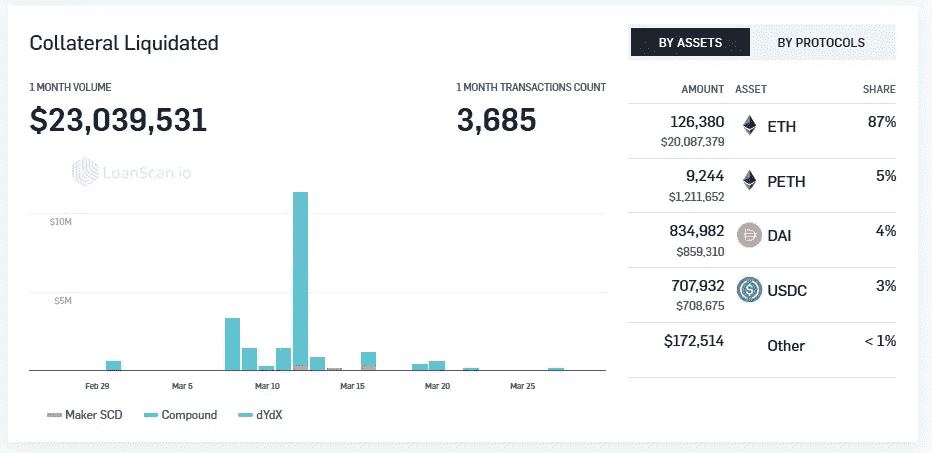 Collateral Liquidated
BY ASSETS
BY PROTOCOLS
1 MONTH VOLUME
$23,039,531
1 MONTH TRANSACTIONS COUNT
3,685
LoanScan.io
$10M
$5M
Feb 29
Mar 5
Mar 10
Mar 15
Mar 20
Mar 25
Maker SCD
Compound
dYdX
AMOUNT ASSET SHARE
126,380 ETH 87%
$20,087,379
9,244 PETH 5%
$1,211,652
834,982 DAI 4%
$859,310
707,932 USDC 3%
$708,675
$172,514 Other < 1%